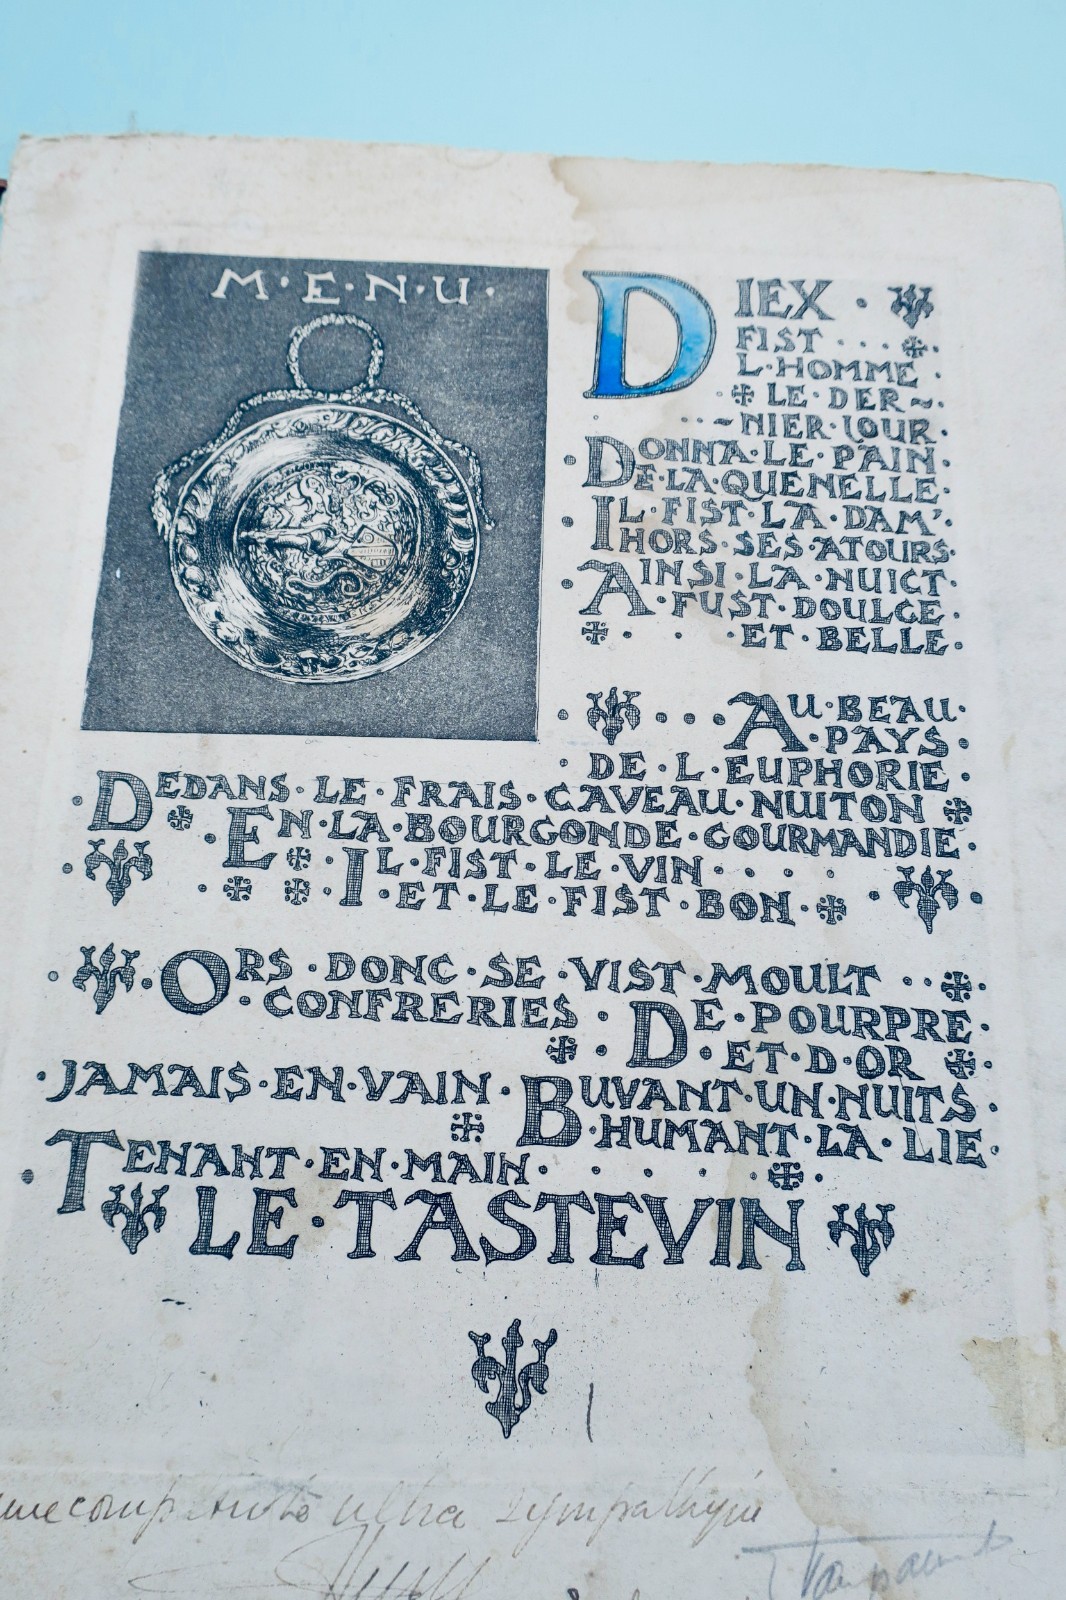 M·E·N·U·
DIEX ·
FIST . . .
L·HOMME ·
LE·DER~·
·~NIER·IOUR·
·DONNA·LE·PAIN·
DE·LA·QUENELLE·
·IL·FIST·LA·DAM'·
HORS·SES·ATOURS·
·AINSI·LA·NUICT·
·FUST·DOULCE·
· · ·ET·BELLE·
· . . . AU·BEAU·
·PAYS·
·DE·L·EUPHORIE·
·DEDANS·LE·FRAIS·CAVEAU·NUITON
·EN·LA·BOURGONDE·GOURMANDIE·
IL·FIST·LE·VIN· · · ·
·ET·LE·FIST·BON·
·ORS·DONC·SE·VIST·MOULT · ·
·CONFRERIES·DE·POURPRE·
·ET·D·OR
·JAMAIS·EN·VAIN·BUVANT·UN·NUITS·
·HUMANT·LA·LIE·
·TENANT·EN·MAIN· · · ·
LE·TASTEVIN
ultra sympathique